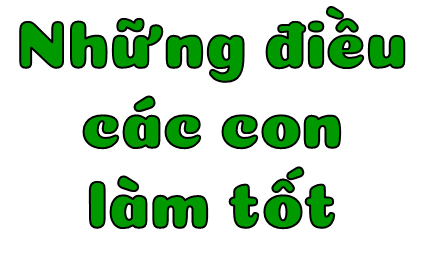 Những điều
các con
làm tốt